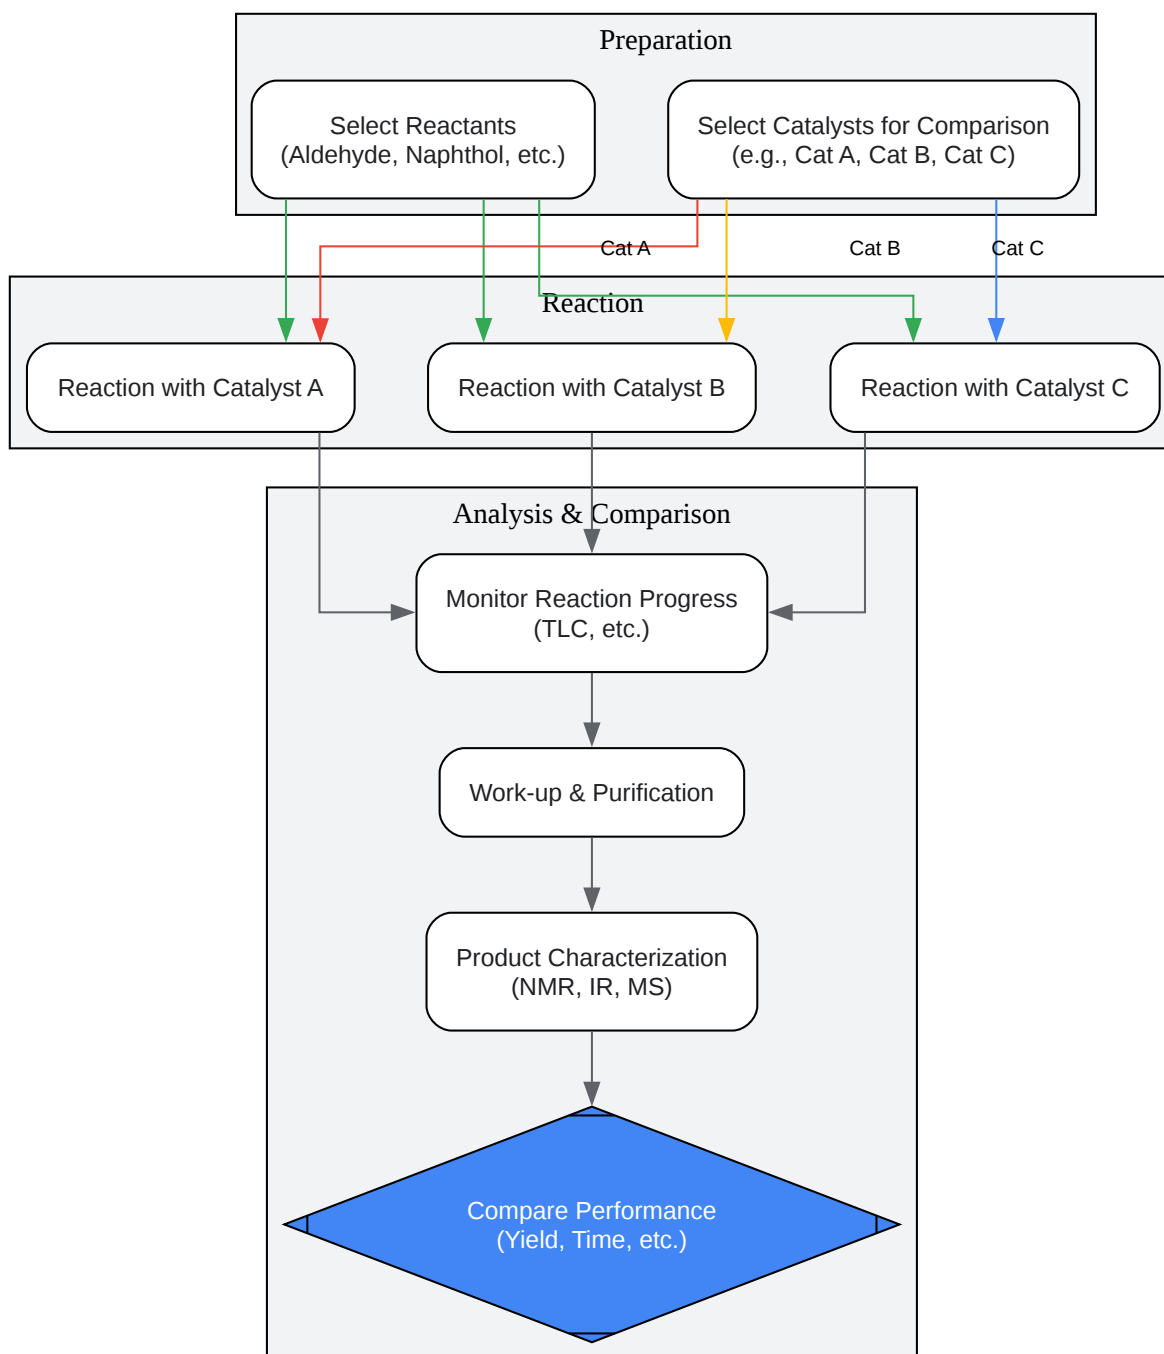 Preparation
Select Reactants
(Aldehyde, Naphthol, etc.)
Select Catalysts for Comparison
(e.g., Cat A, Cat B, Cat C)
Cat A
Cat B
Cat C
Reaction
Reaction with Catalyst A
Reaction with Catalyst B
Reaction with Catalyst C
Analysis & Comparison
Monitor Reaction Progress
(TLC, etc.)
Work-up & Purification
Product Characterization
(NMR, IR, MS)
Compare Performance
(Yield, Time, etc.)